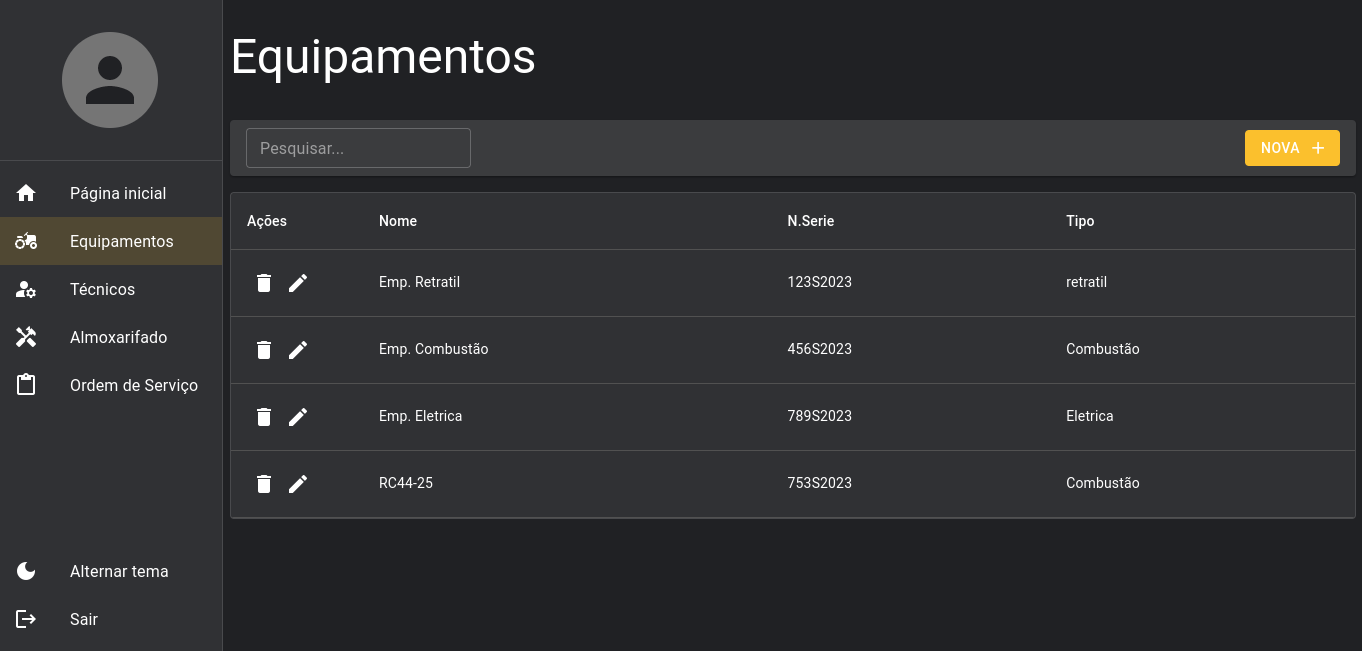 Página inicial
Equipamentos
Técnicos
Almoxarifado
Ordem de Serviço
Alternar tema
Sair
Equipamentos
Pesquisar...
NOVA
Ações Nome N.Serie Tipo
Emp. Retratil 123S2023 retratil
Emp. Combustão 456S2023 Combustão
Emp. Eletrica 789S2023 Eletrica
RC44-25 753S2023 Combustão